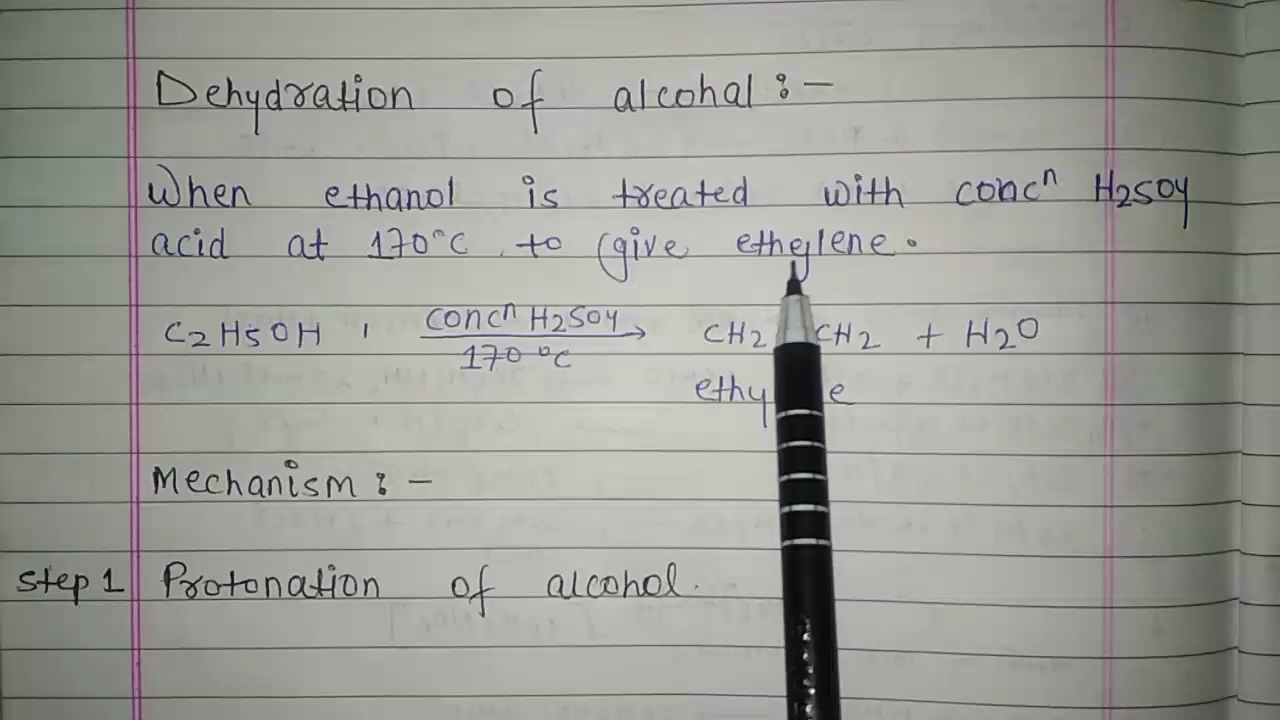 Dehydration of alcohal :-
When ethanol is treated with concⁿ H2SO4
acid at 170°C to give ethylene.
C2H5OH concⁿ H2SO4 CH2 CH2 + H2O
170 °C
Mechanism :-
Step 1 Protonation of alcohol.